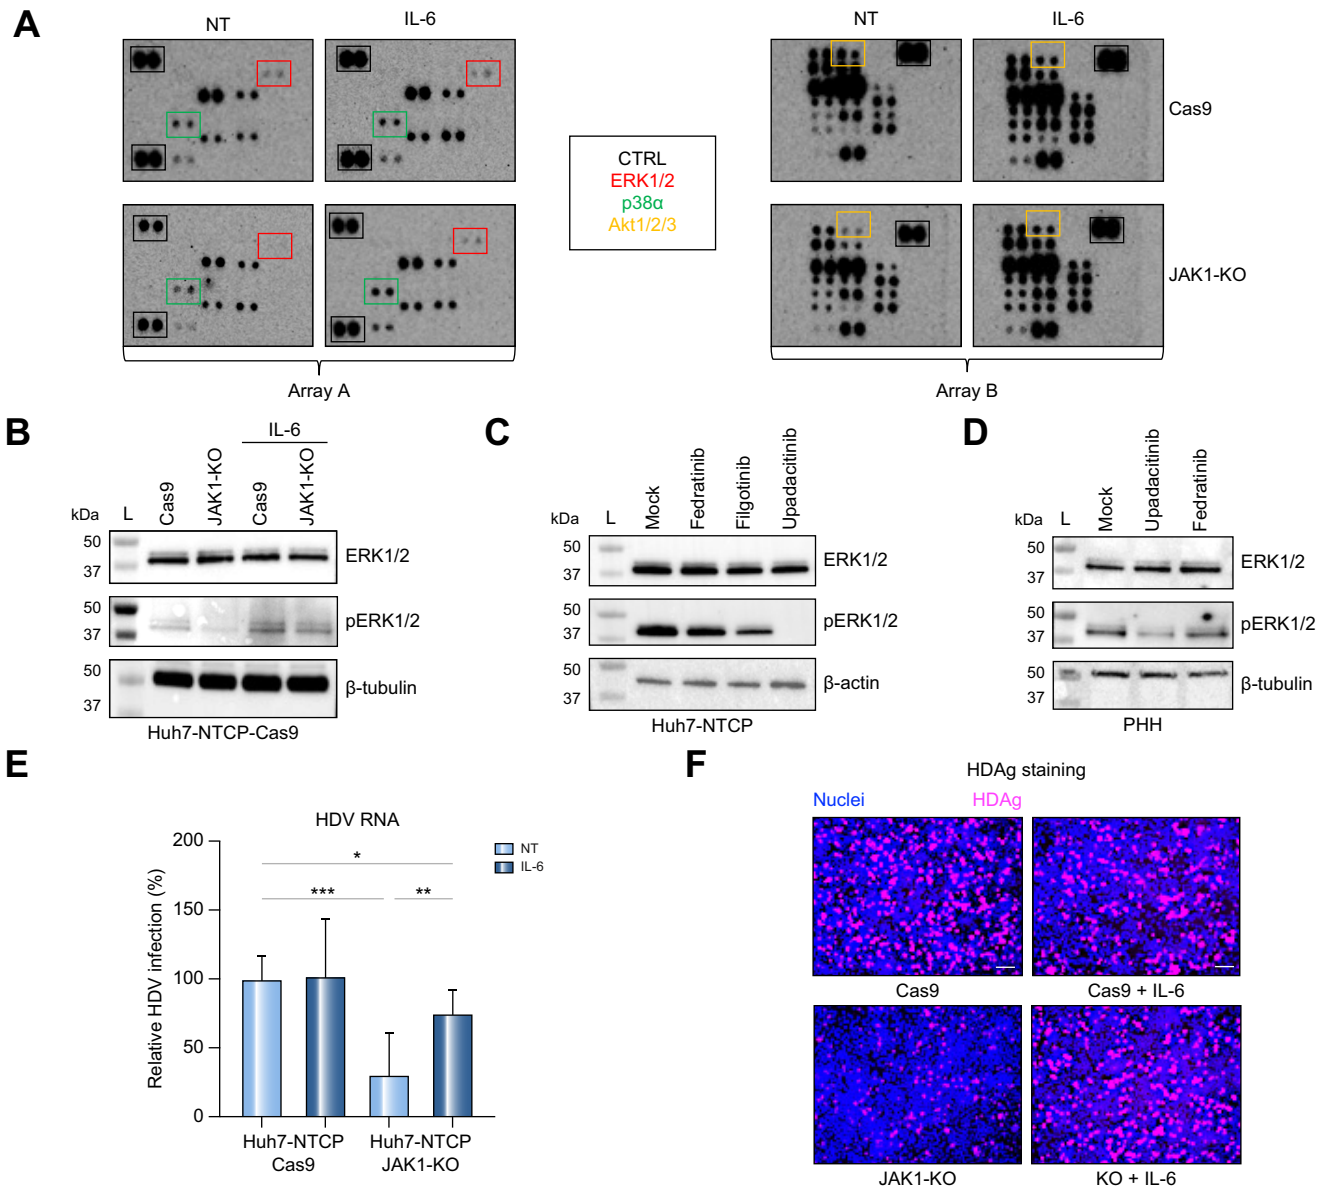 A
NT
IL-6
NT
IL-6
Cas9
CTRL
ERK1/2
p38α
Akt1/2/3
JAK1-KO
Array A
Array B
B
IL-6
Cas9
JAK1-KO
Cas9
JAK1-KO
kDa
L
50
37
ERK1/2
50
37
pERK1/2
50
37
β-tubulin
Huh7-NTCP-Cas9
C
Mock
Fedratinib
Filgotinib
Upadacitinib
kDa
L
50
37
ERK1/2
50
37
pERK1/2
50
37
β-actin
Huh7-NTCP
D
Mock
Upadacitinib
Fedratinib
kDa
L
50
37
ERK1/2
50
37
pERK1/2
50
37
β-tubulin
PHH
E
HDV RNA
Relative HDV infection (%)
200
150
100
50
0
*
***
**
NT
IL-6
Huh7-NTCP
Cas9
Huh7-NTCP
JAK1-KO
F
HDAg staining
Nuclei
HDAg
Cas9
Cas9 + IL-6
JAK1-KO
KO + IL-6